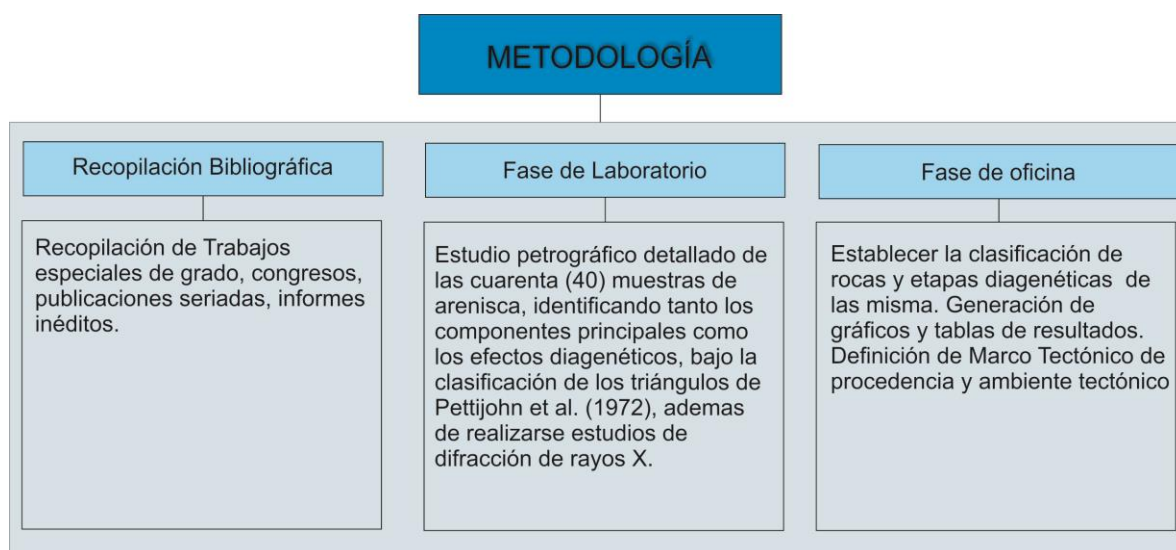 METODOLOGÍA
Recopilación Bibliográfica
Recopilación de Trabajos
especiales de grado, congresos,
publicaciones seriadas, informes
inéditos.
Fase de Laboratorio
Estudio petrográfico detallado de
las cuarenta (40) muestras de
arenisca, identificando tanto los
componentes principales como
los efectos diagenéticos, bajo la
clasificación de los triángulos de
Pettijohn et al. (1972), ademas
de realizarse estudios de
difracción de rayos X.
Fase de oficina
Establecer la clasificación de
rocas y etapas diagenéticas de
las misma. Generación de
gráficos y tablas de resultados.
Definición de Marco Tectónico de
procedencia y ambiente tectónico